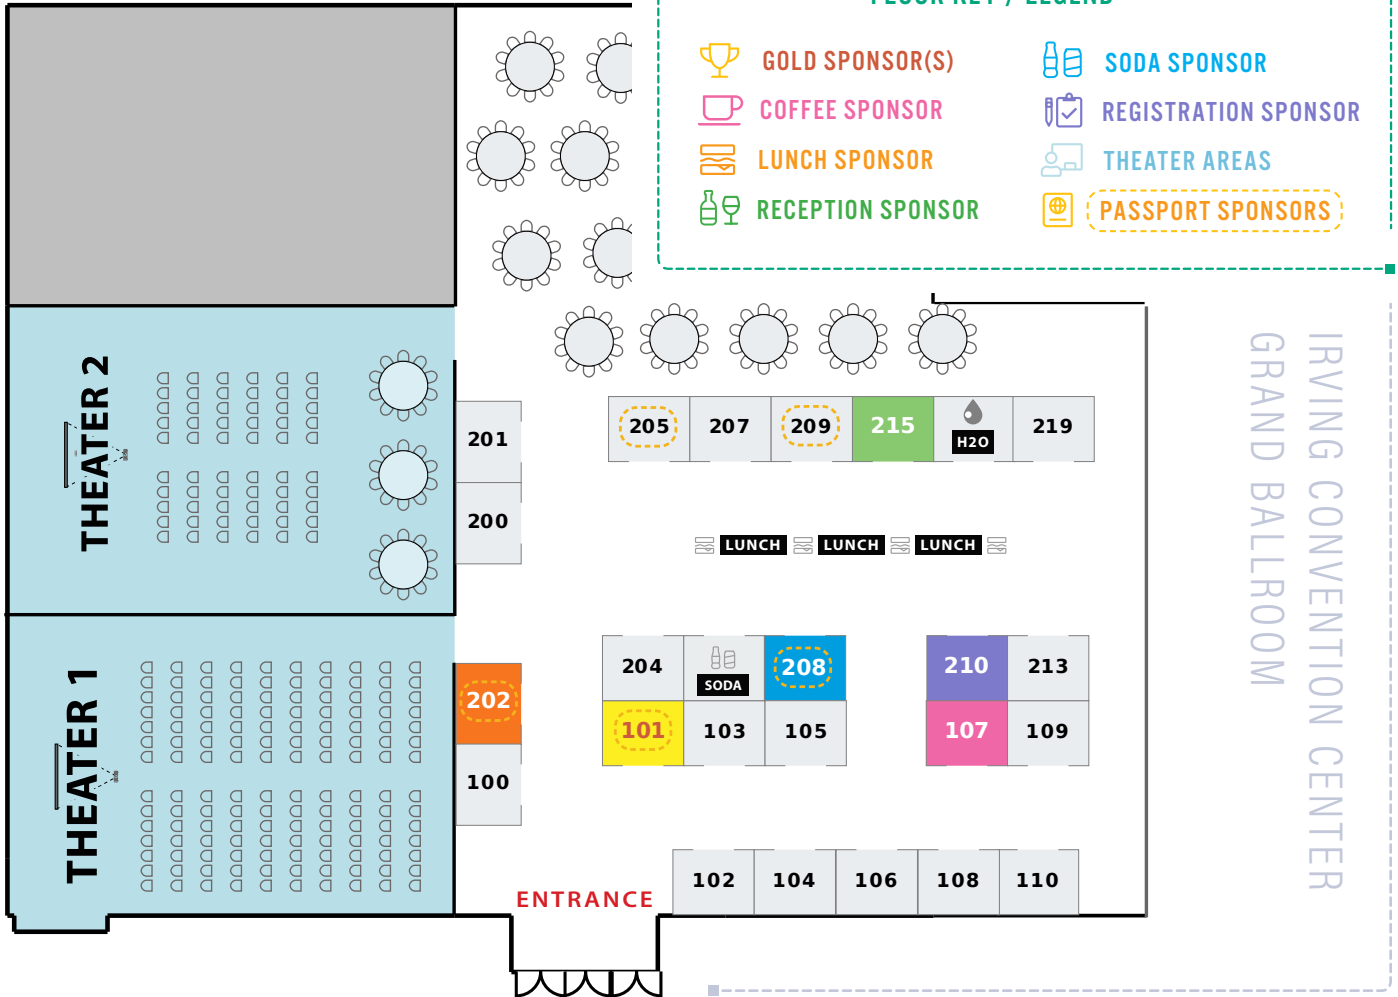 FLOOR KEY / LEGEND
GOLD SPONSOR(S)
SODA SPONSOR
COFFEE SPONSOR
REGISTRATION SPONSOR
LUNCH SPONSOR
THEATER AREAS
RECEPTION SPONSOR
PASSPORT SPONSORS
IRVING CONVENTION CENTER
GRAND BALLROOM
THEATER 2
THEATER 1
201
200
205
207
209
215
H2O
219
LUNCH
LUNCH
LUNCH
202
100
204
SODA
208
101
103
105
210
213
107
109
102
104
106
108
110
ENTRANCE